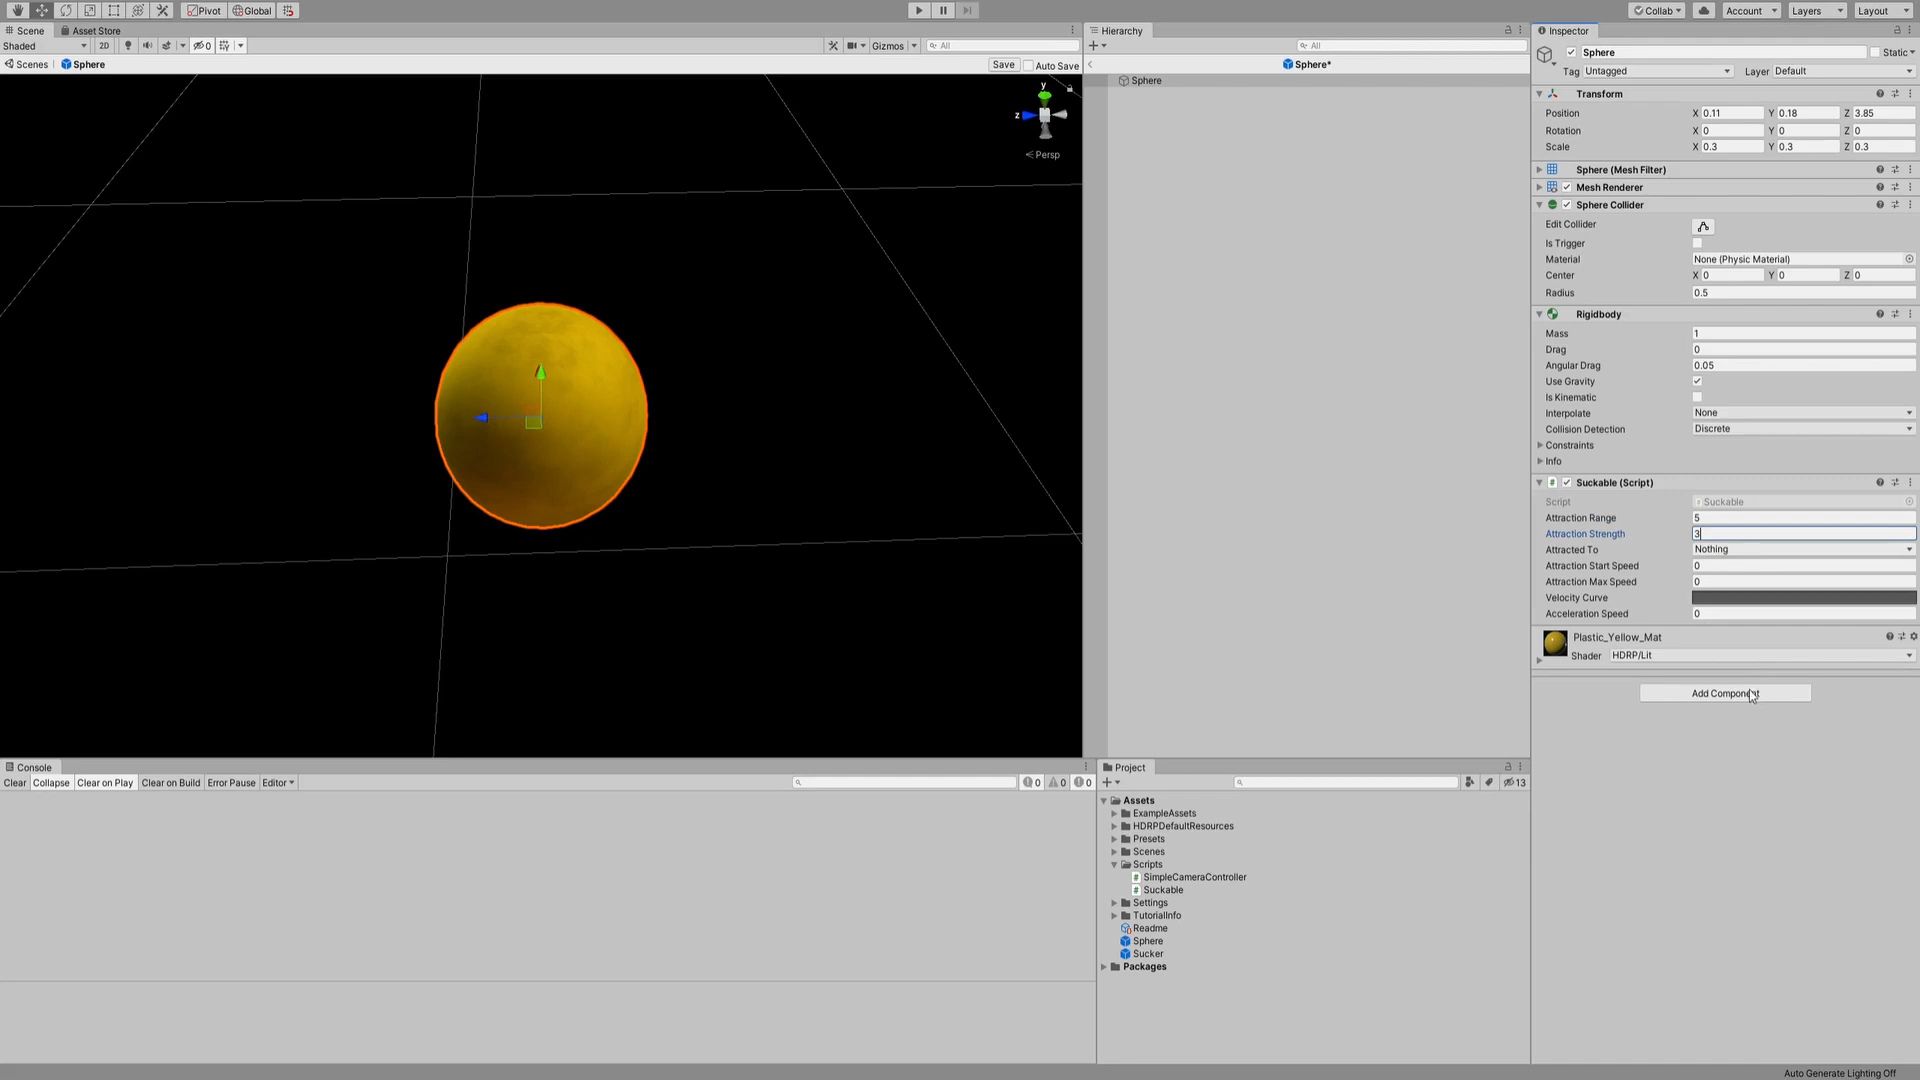 Pivot Global Collab Account Layers Layout
Scene Asset Store
Shaded 2D 0 Gizmos All
Scenes Sphere Save Auto Save
y
z
Persp
Hierarchy
All
Sphere*
Sphere
Inspector
Sphere Static
Tag Untagged Layer Default
Transform
Position X 0.11 Y 0.18 Z 3.85
Rotation X 0 Y 0 Z 0
Scale X 0.3 Y 0.3 Z 0.3
Sphere (Mesh Filter)
Mesh Renderer
Sphere Collider
Edit Collider
Is Trigger
Material None (Physic Material)
Center X 0 Y 0 Z 0
Radius 0.5
Rigidbody
Mass 1
Drag 0
Angular Drag 0.05
Use Gravity
Is Kinematic
Interpolate None
Collision Detection Discrete
Constraints
Info
# Suckable (Script)
Script Suckable
Attraction Range 5
Attraction Strength 3
Attracted To Nothing
Attraction Start Speed 0
Attraction Max Speed 0
Velocity Curve
Acceleration Speed 0
Plastic_Yellow_Mat
Shader HDRP/Lit
Add Component
Console
Clear Collapse Clear on Play Clear on Build Error Pause Editor 0 0 0
Project
13
Assets
ExampleAssets
HDRPDefaultResources
Presets
Scenes
Scripts
# SimpleCameraController
# Suckable
Settings
TutorialInfo
Readme
Sphere
Sucker
Packages
Auto Generate Lighting Off